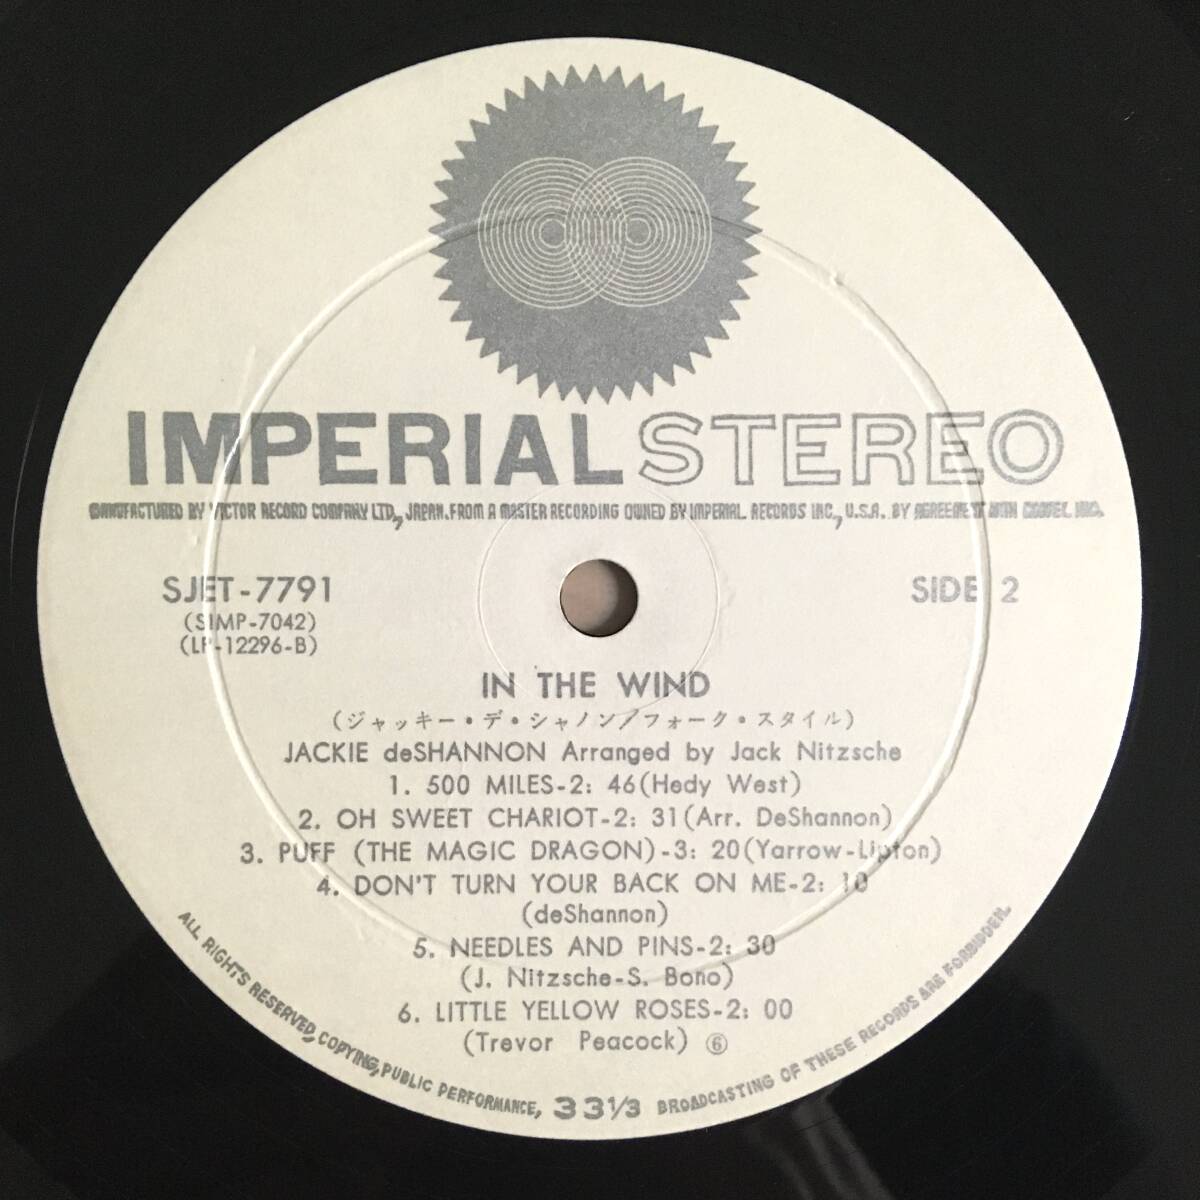 IMPERIAL STEREO
MANUFACTURED BY VICTOR RECORD COMPANY LTD., JAPAN. FROM A MASTER RECORDING OWNED BY IMPERIAL RECORDS INC., U.S.A. BY AGREEMENT WITH
SJET-7791
SIDE 2
(SIMP-7042)
(LP-12296-B)
IN THE WIND
(ジャッキー・デ・シャノン/フォーク・スタイル)
JACKIE deSHANNON Arranged by Jack Nitzsche
1. 500 MILES-2: 46(Hedy West)
2. OH SWEET CHARIOT-2: 31(Arr. DeShannon)
3. PUFF (THE MAGIC DRAGON)-3: 20(Yarrow-Lipton)
4. DON'T TURN YOUR BACK ON ME-2: 10
(deShannon)
5. NEEDLES AND PINS-2: 30
(J. Nitzsche-S. Bono)
6. LITTLE YELLOW ROSES-2: 00
(Trevor Peacock) ⑥
ALL RIGHTS RESERVED, COPYING, PUBLIC PERFORMANCE, 33 1/3 BROADCASTING OF THESE RECORDS ARE FORBIDDEN.